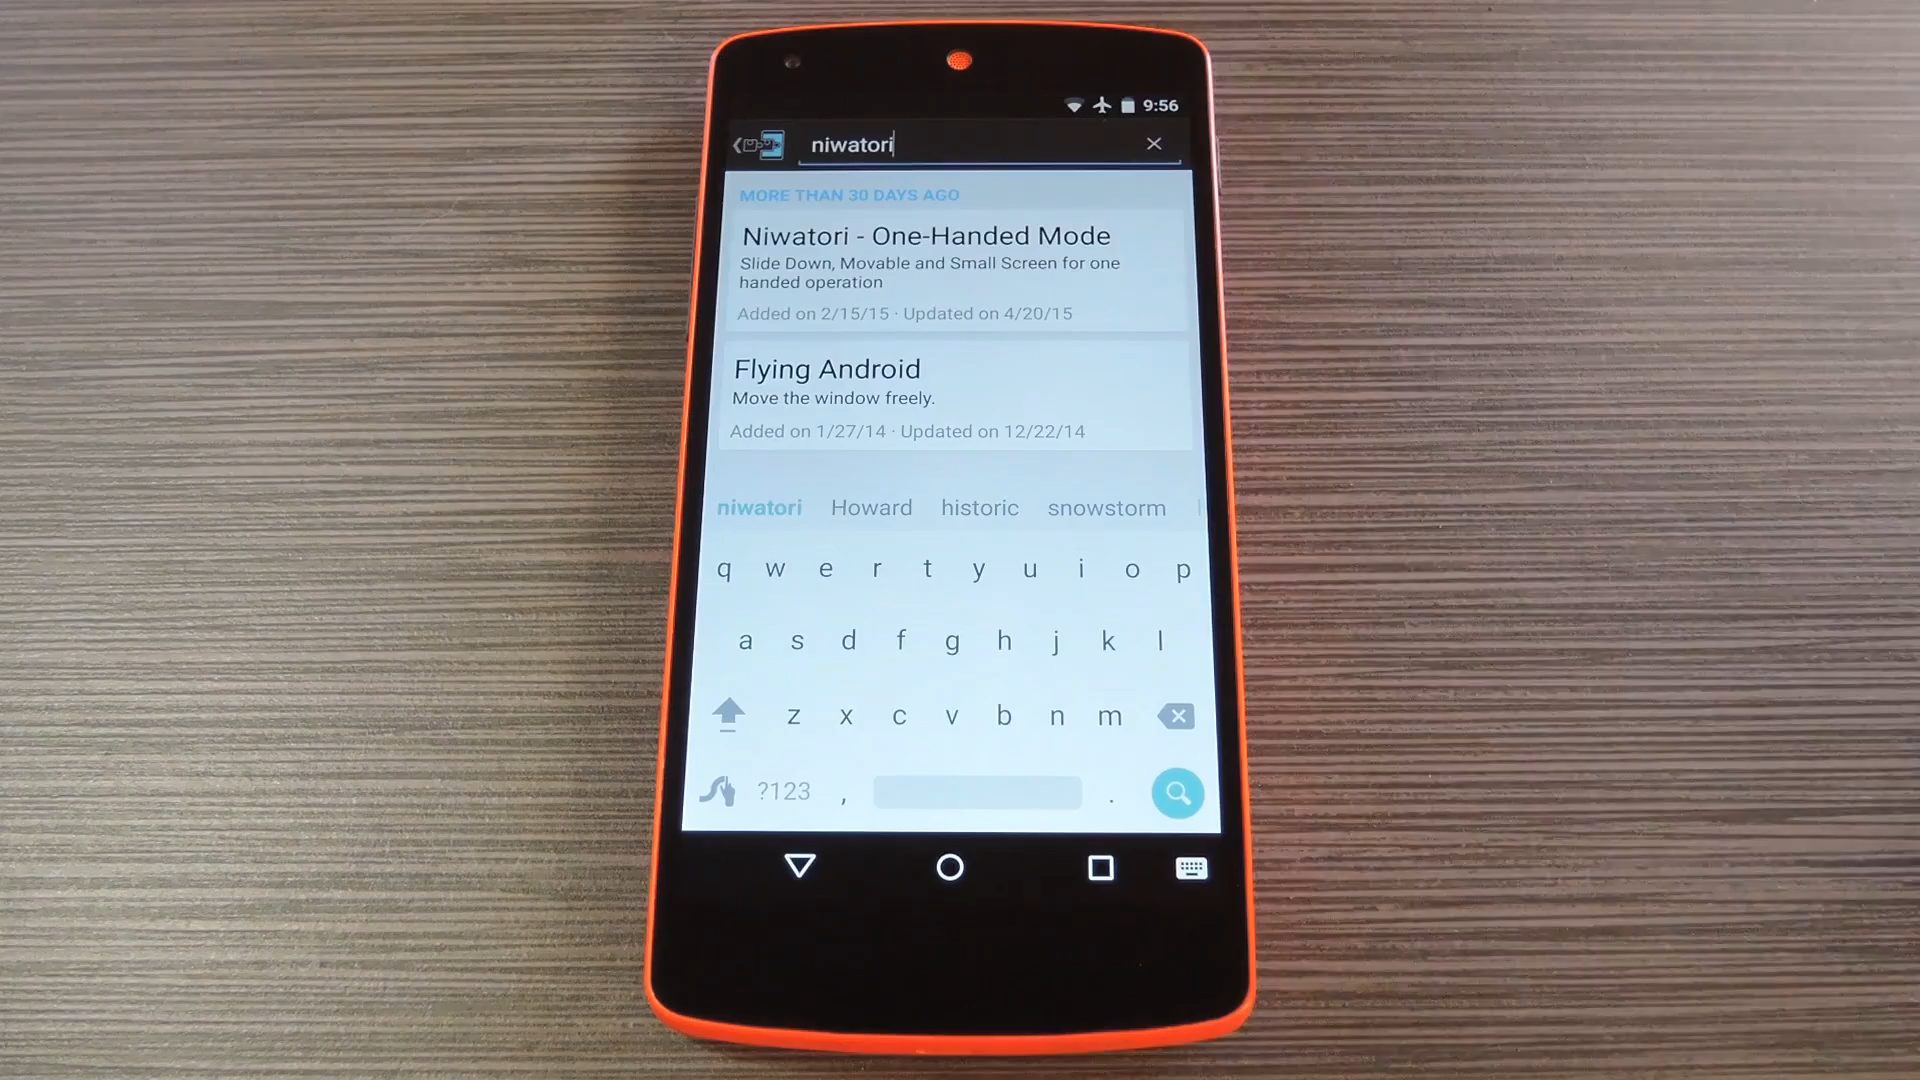 9:56
niwatori
MORE THAN 30 DAYS AGO
Niwatori - One-Handed Mode
Slide Down, Movable and Small Screen for one
handed operation
Added on 2/15/15 · Updated on 4/20/15
Flying Android
Move the window freely.
Added on 1/27/14 · Updated on 12/22/14
niwatori Howard historic snowstorm
q w e r t y u i o p
a s d f g h j k l
z x c v b n m
?123 , .